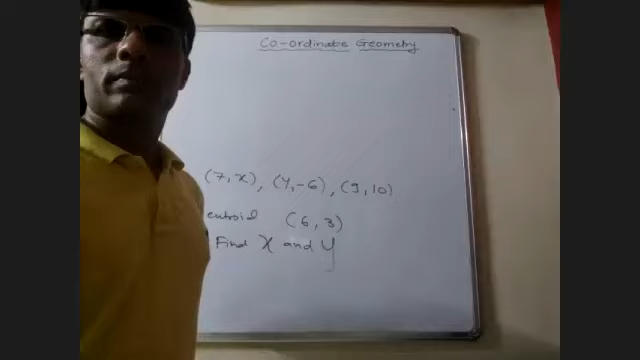 Co-ordinate Geometry
(7, x), (y, -6), (9, 10)
entroid (6, 3)
Find x and y